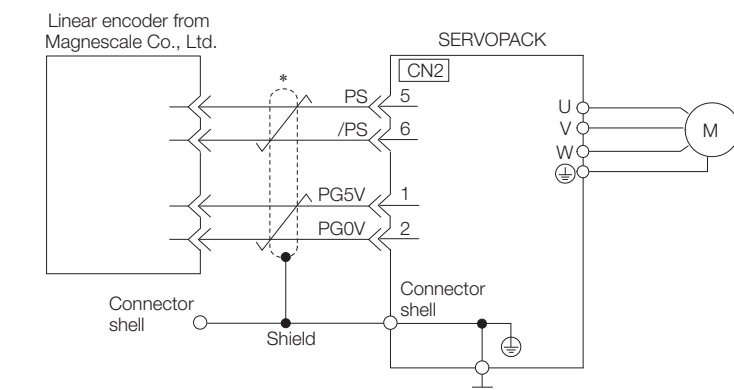 Linear encoder from
Magnescale Co., Ltd.
SERVOPACK
CN2
*
PS 5
/PS 6
PG5V 1
PG0V 2
U
V
W
M
Connector
shell
Shield
Connector
shell